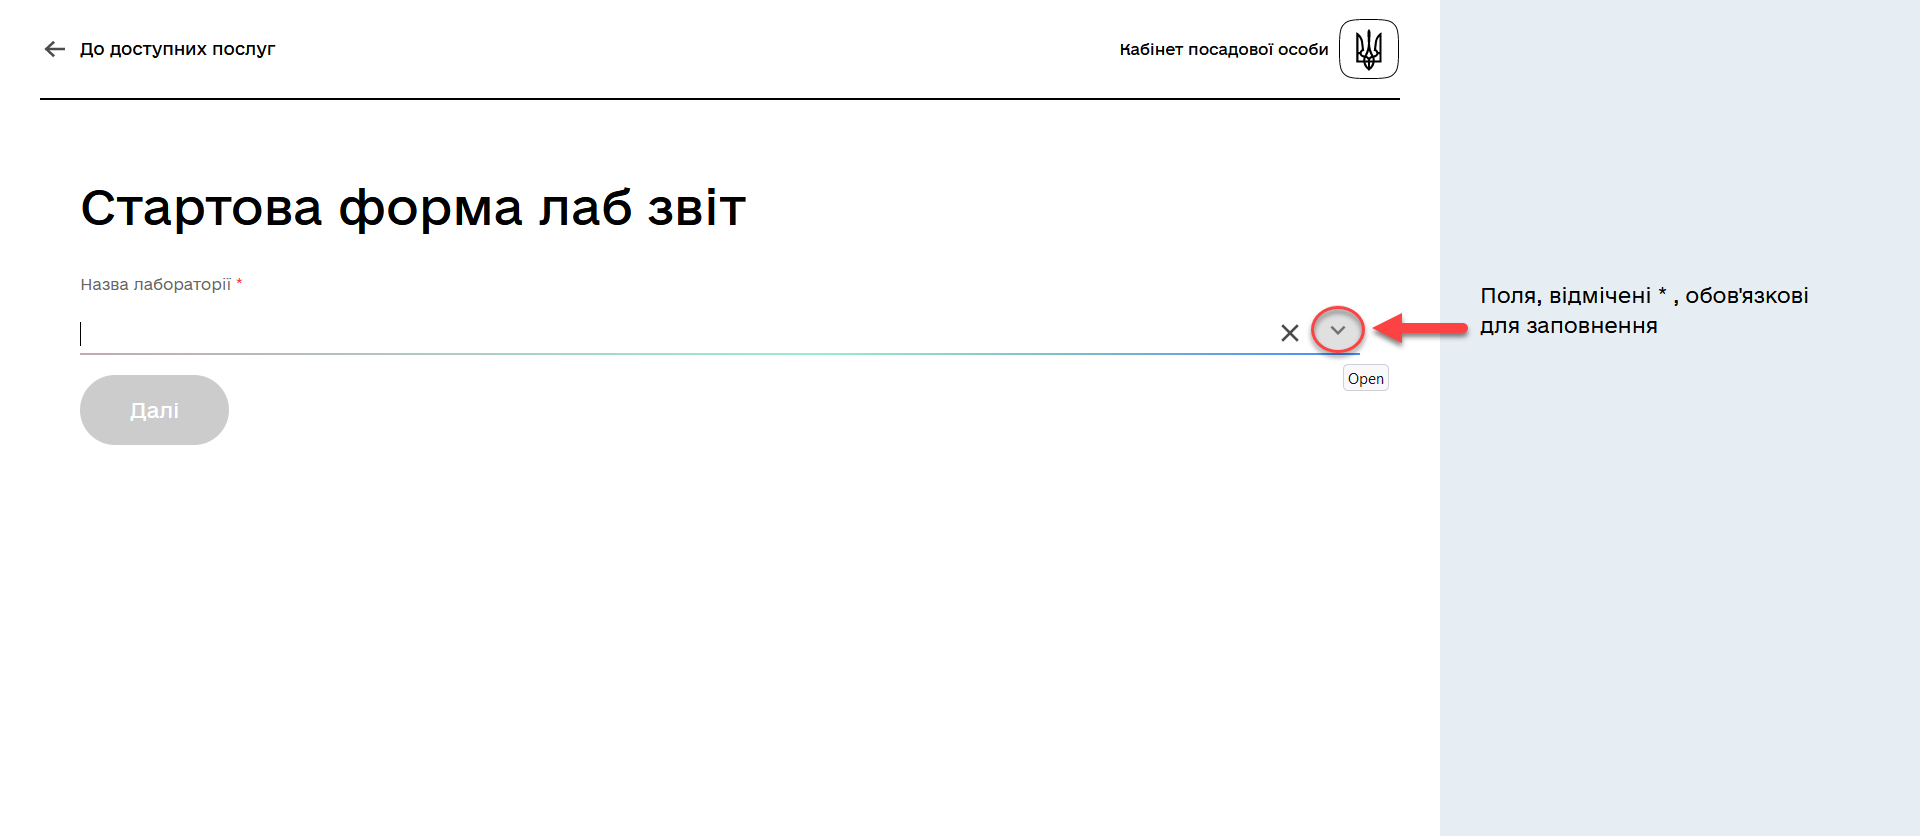 До доступних послуг
Кабінет посадової особи
Стартова форма лаб звіт
Назва лабораторії *
Open
Далі
Поля, відмічені * , обов'язкові
для заповнення